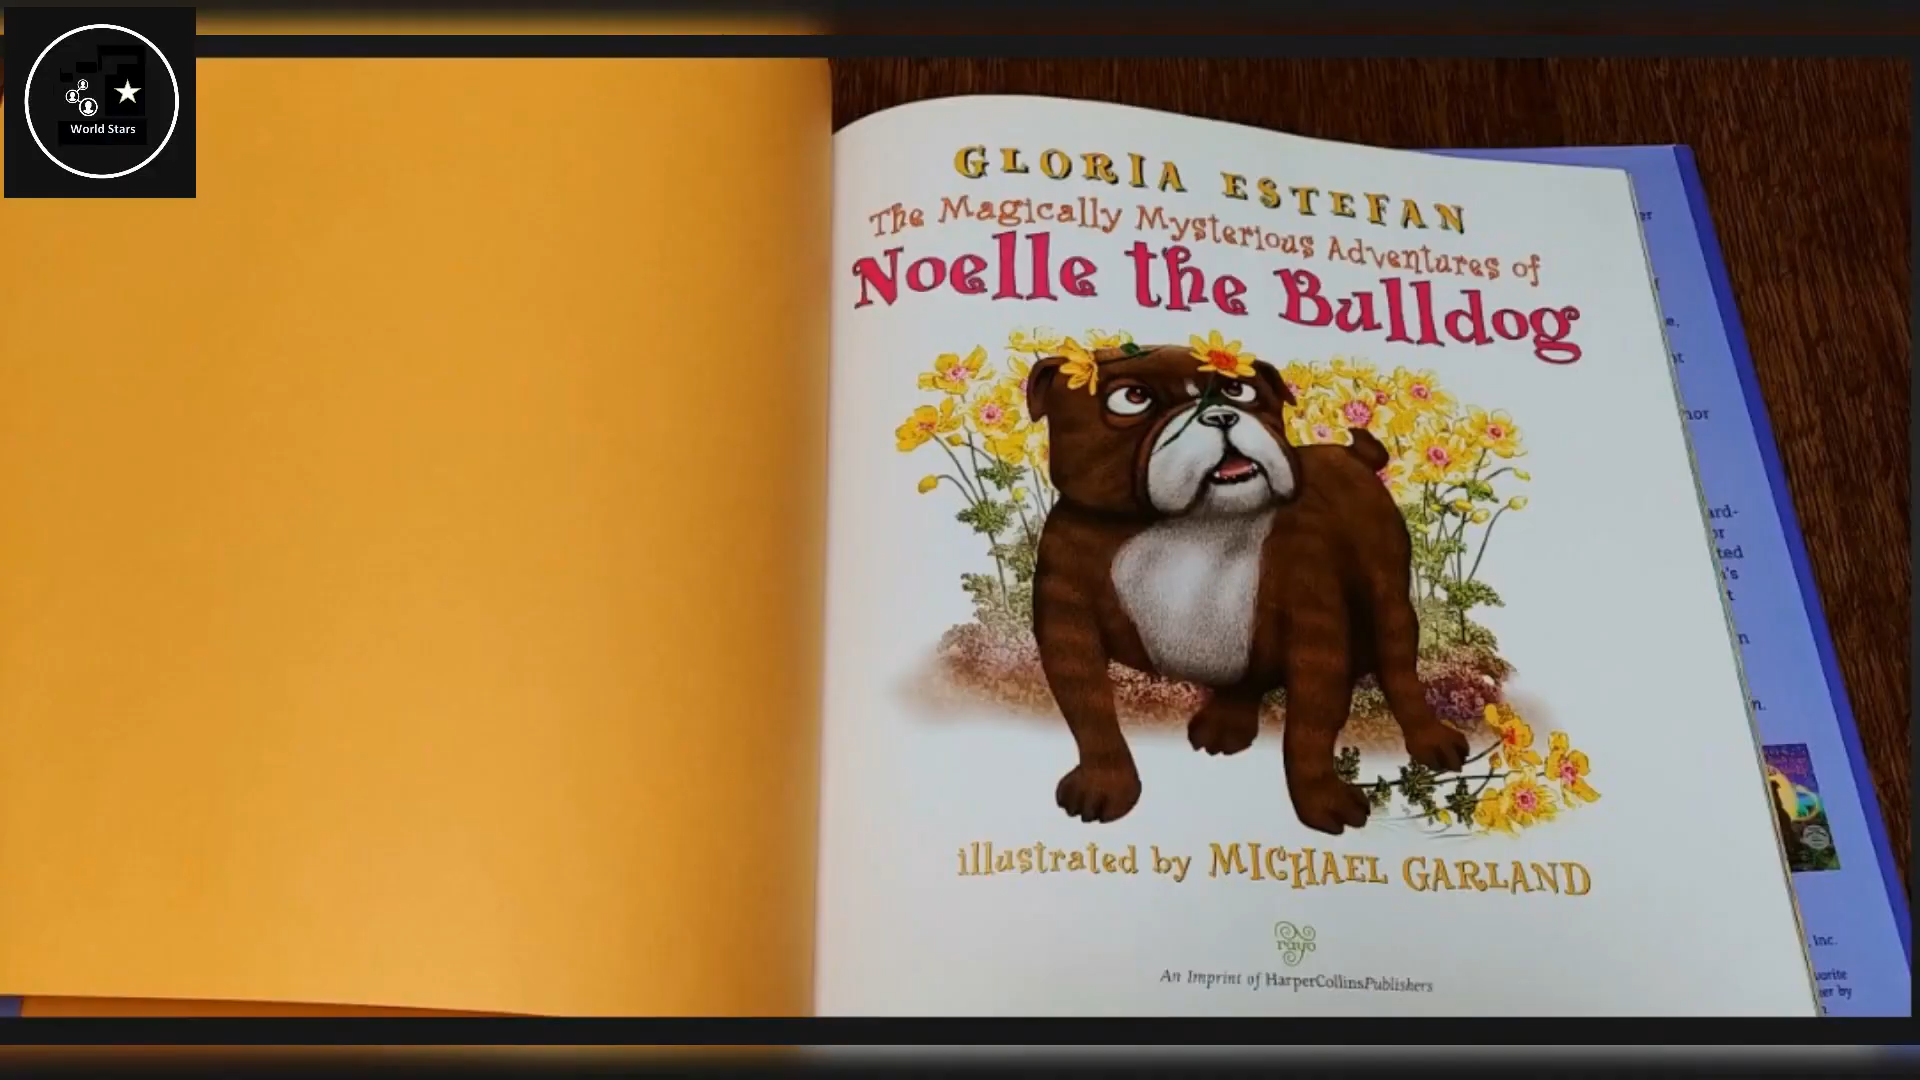 World Stars
GLORIA ESTEFAN
The Magically Mysterious Adventures of
Noelle the Bulldog
illustrated by MICHAEL GARLAND
rayo
An Imprint of HarperCollinsPublishers
Inc.